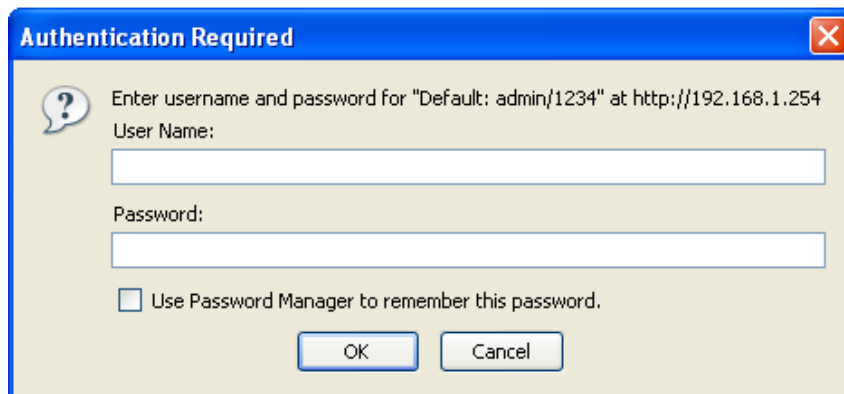 Authentication Required
Enter username and password for "Default: admin/1234" at http://192.168.1.254
User Name:
Password:
Use Password Manager to remember this password.
OK
Cancel